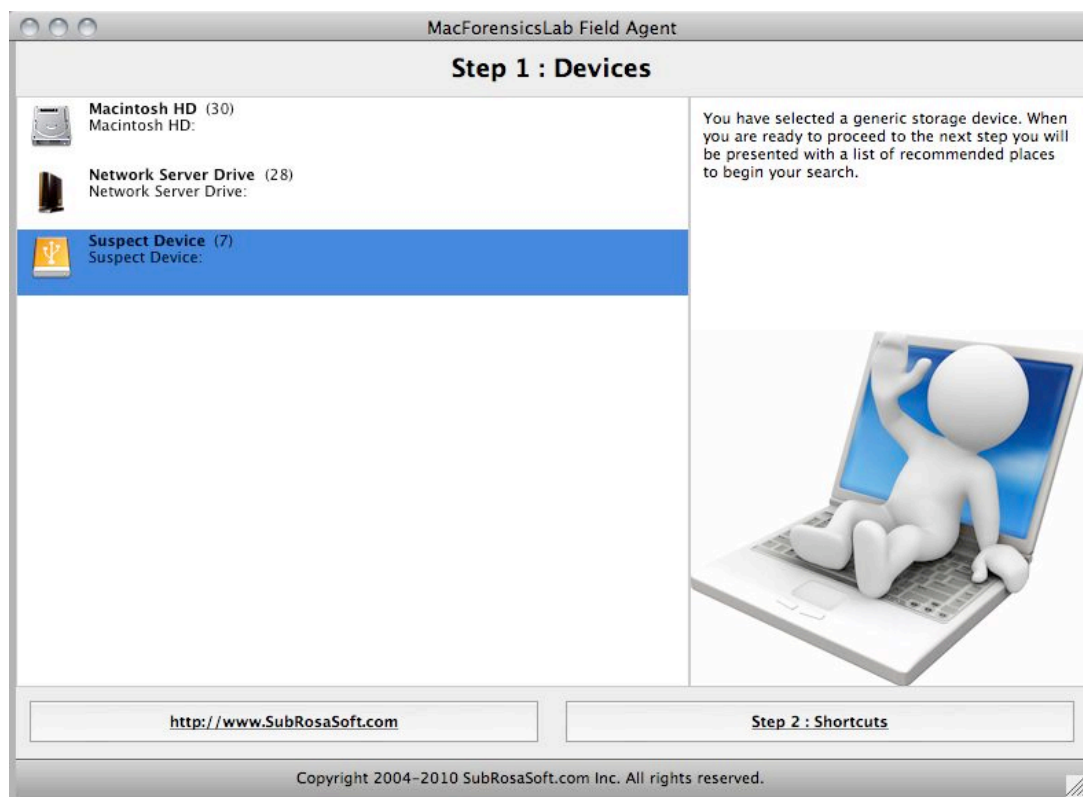 MacForensicsLab Field Agent
Step 1 : Devices
Macintosh HD (30)
Macintosh HD:
Network Server Drive (28)
Network Server Drive:
Suspect Device (7)
Suspect Device:
You have selected a generic storage device. When
you are ready to proceed to the next step you will
be presented with a list of recommended places
to begin your search.
http://www.SubRosaSoft.com
Step 2 : Shortcuts
Copyright 2004-2010 SubRosaSoft.com Inc. All rights reserved.